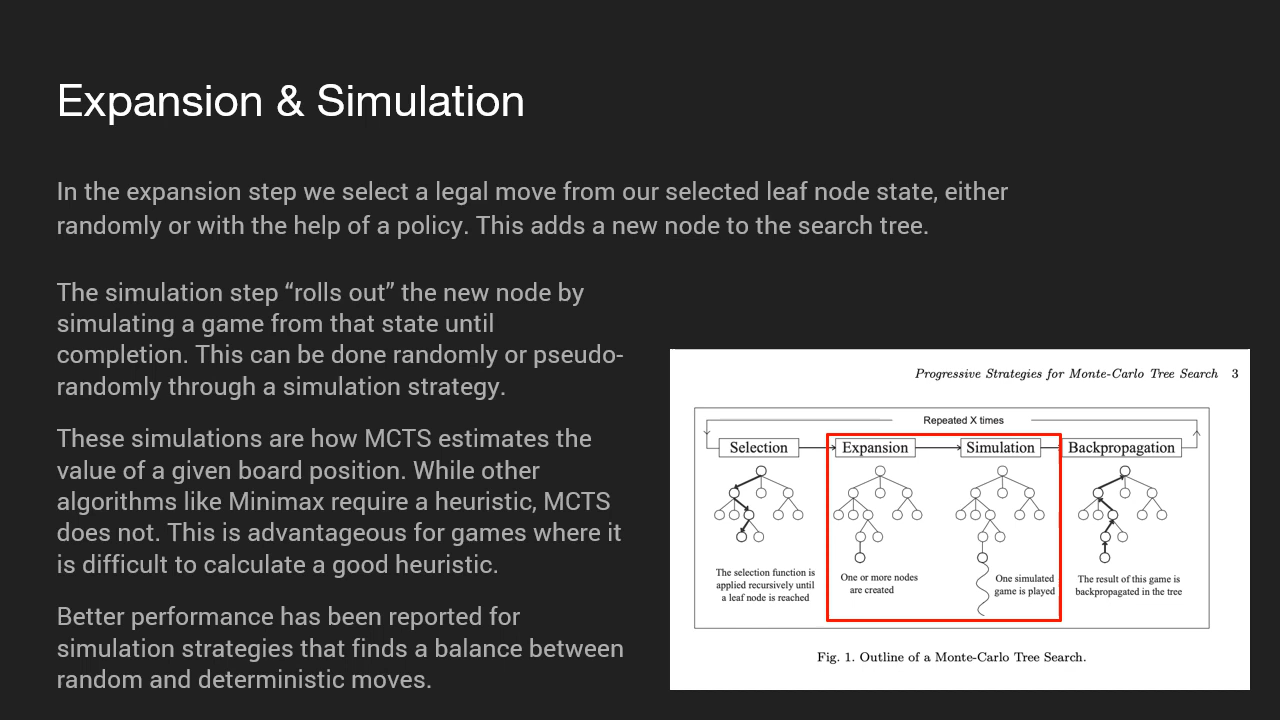 Expansion & Simulation
In the expansion step we select a legal move from our selected leaf node state, either
randomly or with the help of a policy. This adds a new node to the search tree.
The simulation step “rolls out” the new node by
simulating a game from that state until
completion. This can be done randomly or pseudo-
randomly through a simulation strategy.
These simulations are how MCTS estimates the
value of a given board position. While other
algorithms like Minimax require a heuristic, MCTS
does not. This is advantageous for games where it
is difficult to calculate a good heuristic.
Better performance has been reported for
simulation strategies that finds a balance between
random and deterministic moves.
Progressive Strategies for Monte-Carlo Tree Search 3
Repeated X times
Selection
Expansion
Simulation
Backpropagation
The selection function is
applied recursively until
a leaf node is reached
One or more nodes
are created
One simulated
game is played
The result of this game is
backpropagated in the tree
Fig. 1. Outline of a Monte-Carlo Tree Search.